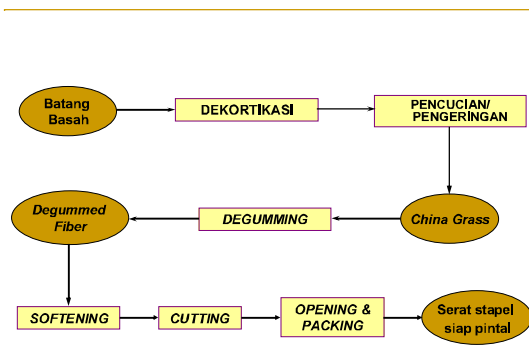 Batang
Basah
DEKORTIKASI
PENCUCIAN/
PENGERINGAN
Degummed
Fiber
DEGUMMING
China Grass
SOFTENING
CUTTING
OPENING &
PACKING
Serat stapel
siap pintal